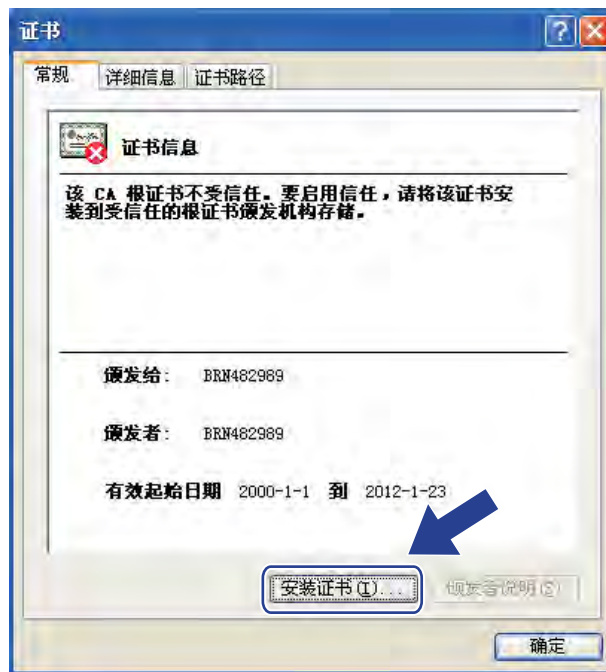 证书
常规 详细信息 证书路径
证书信息
该 CA 根证书不受信任。要启用信任，请将该证书安
装到受信任的根证书颁发机构存储。
颁发给： BRN482989
颁发者： BRN482989
有效起始日期 2000-1-1 到 2012-1-23
安装证书(I)... 颁发者说明(S)
确定